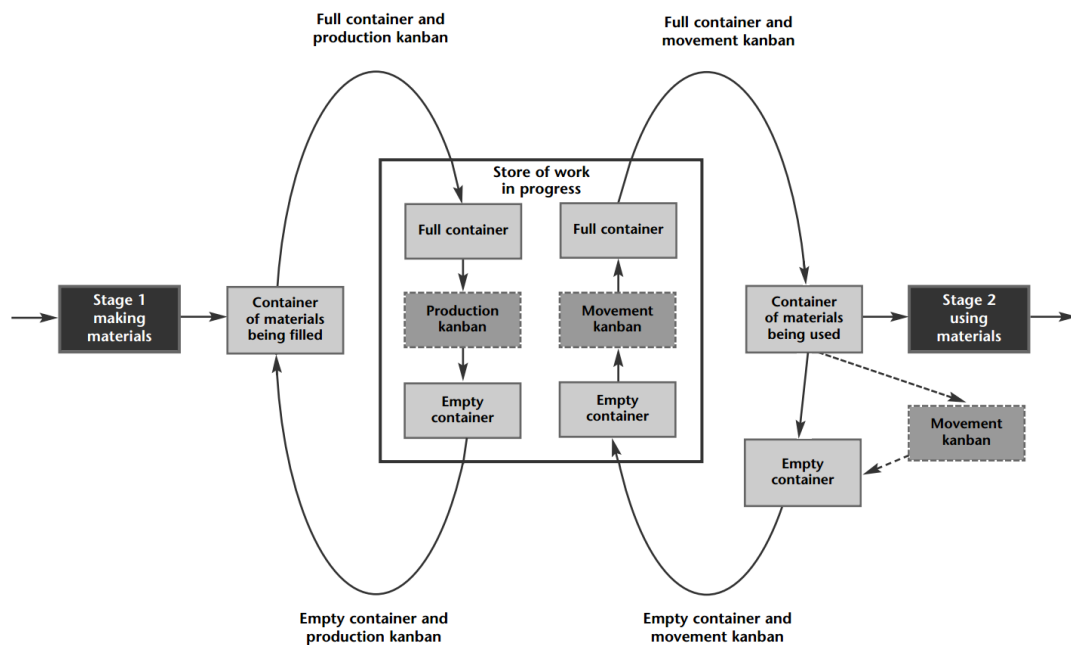 Full container and
production kanban
Full container and
movement kanban
Store of work
in progress
Full container
Full container
Stage 1
making
materials
Container
of materials
being filled
Production
kanban
Movement
kanban
Container
of materials
being used
Stage 2
using
materials
Empty
container
Empty
container
Movement
kanban
Empty
container
Empty container and
production kanban
Empty container and
movement kanban